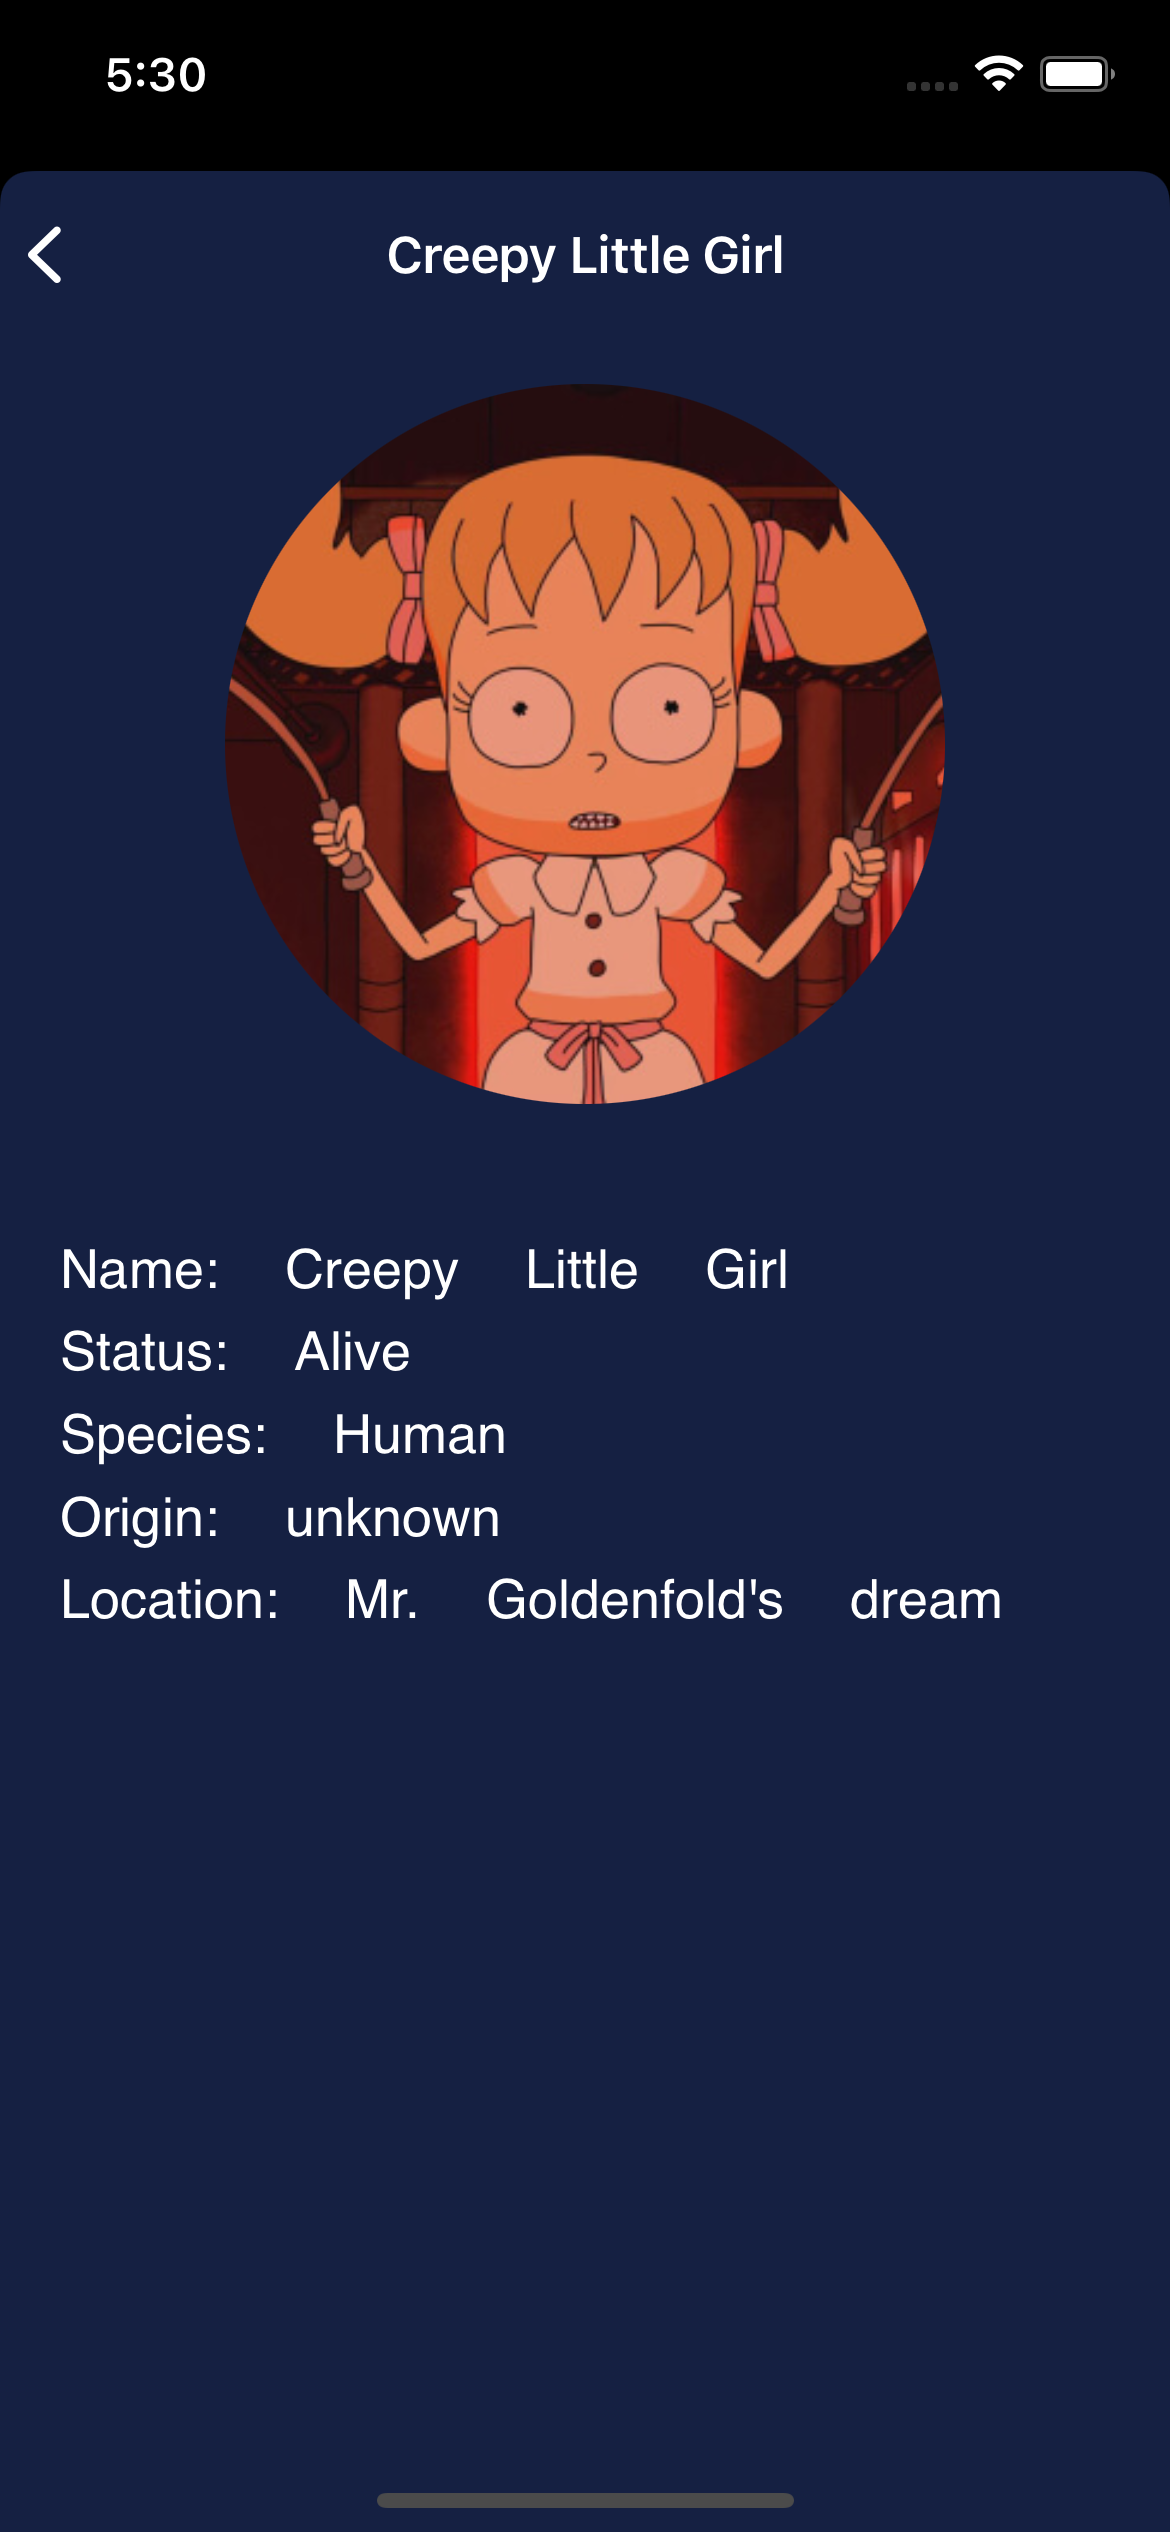 5:30
Creepy Little Girl
Name: Creepy Little Girl
Status: Alive
Species: Human
Origin: unknown
Location: Mr. Goldenfold's dream